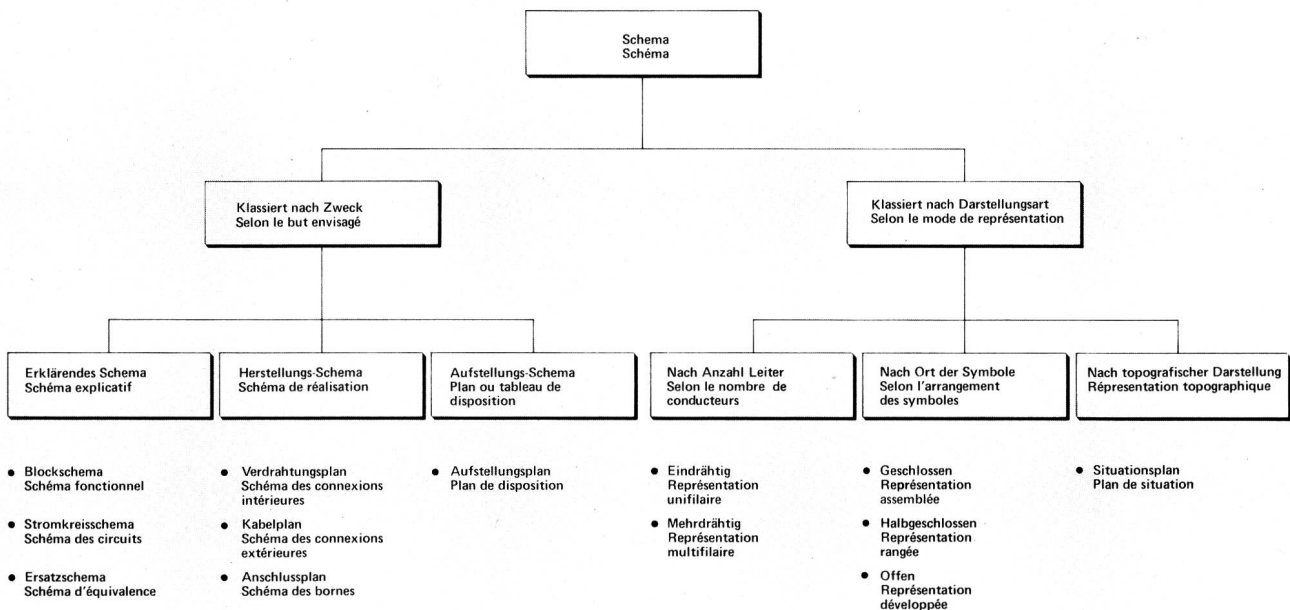 Schema
Schéma
Klassiert nach Zweck
Selon le but envisagé
Klassiert nach Darstellungsart
Selon le mode de représentation
Erklärendes Schema
Schéma explicatif
Herstellungs-Schema
Schéma de réalisation
Aufstellungs-Schema
Plan ou tableau de
disposition
Nach Anzahl Leiter
Selon le nombre de
conducteurs
Nach Ort der Symbole
Selon l'arrangement
des symboles
Nach topografischer Darstellung
Répresentation topographique
• Blockschema
Schéma fonctionnel
• Stromkreisschema
Schéma des circuits
• Ersatzschema
Schéma d'équivalence
• Verdrahtungsplan
Schéma des connexions
intérieures
• Kabelplan
Schéma des connexions
extérieures
• Anschlussplan
Schéma des bornes
• Aufstellungsplan
Plan de disposition
• Eindrähtig
Représentation
unifilaire
• Mehrdrähtig
Représentation
multifilaire
• Geschlossen
Représentation
assemblée
• Halbgeschlossen
Représentation
rangée
• Offen
Représentation
développée
• Situationsplan
Plan de situation